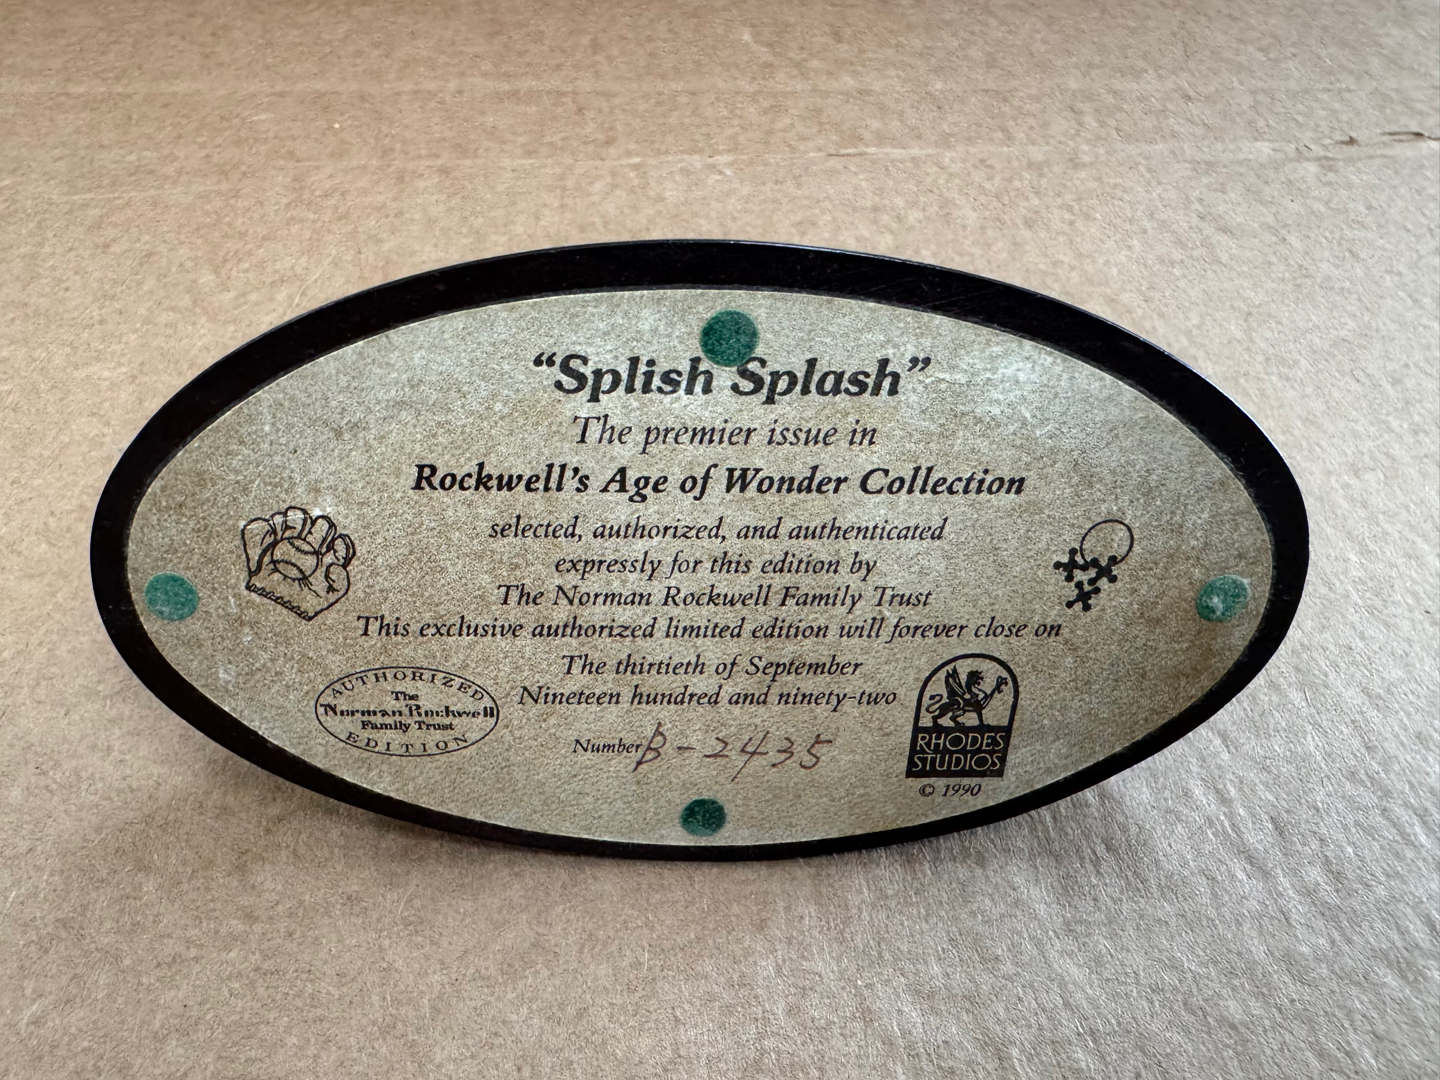 “Splish Splash”
The premier issue in
Rockwell's Age of Wonder Collection
selected, authorized, and authenticated
expressly for this edition by
The Norman Rockwell Family Trust
This exclusive authorized limited edition will forever close on
The thirtieth of September
Nineteen hundred and ninety-two
Number B-2435
AUTHORIZED
The
Norman Rockwell
Family Trust
EDITION
RHODES
STUDIOS
© 1990